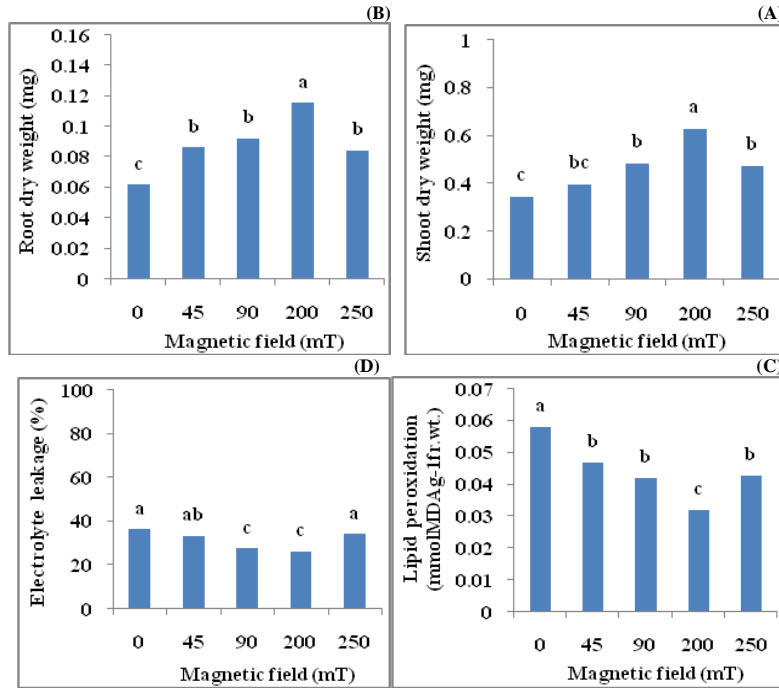 (B)
0.16
0.14
0.12
0.1
0.08
0.06
0.04
0.02
0
Root dry weight (mg)
c
b
b
a
b
0 45 90 200 250
Magnetic field (mT)
(A)
1
0.8
0.6
0.4
0.2
0
Shoot dry weight (mg)
c
bc
b
a
b
0 45 90 200 250
Magnetic field (mT)
(D)
100
80
60
40
20
0
Electrolyte leakage (%)
a
ab
c
c
a
0 45 90 200 250
Magnetic field (mT)
(C)
0.07
0.06
0.05
0.04
0.03
0.02
0.01
0
Lipid peroxidation
(mmolMDAg-1fr.wt.)
a
b
b
c
b
0 45 90 200 250
Magnetic field (mT)